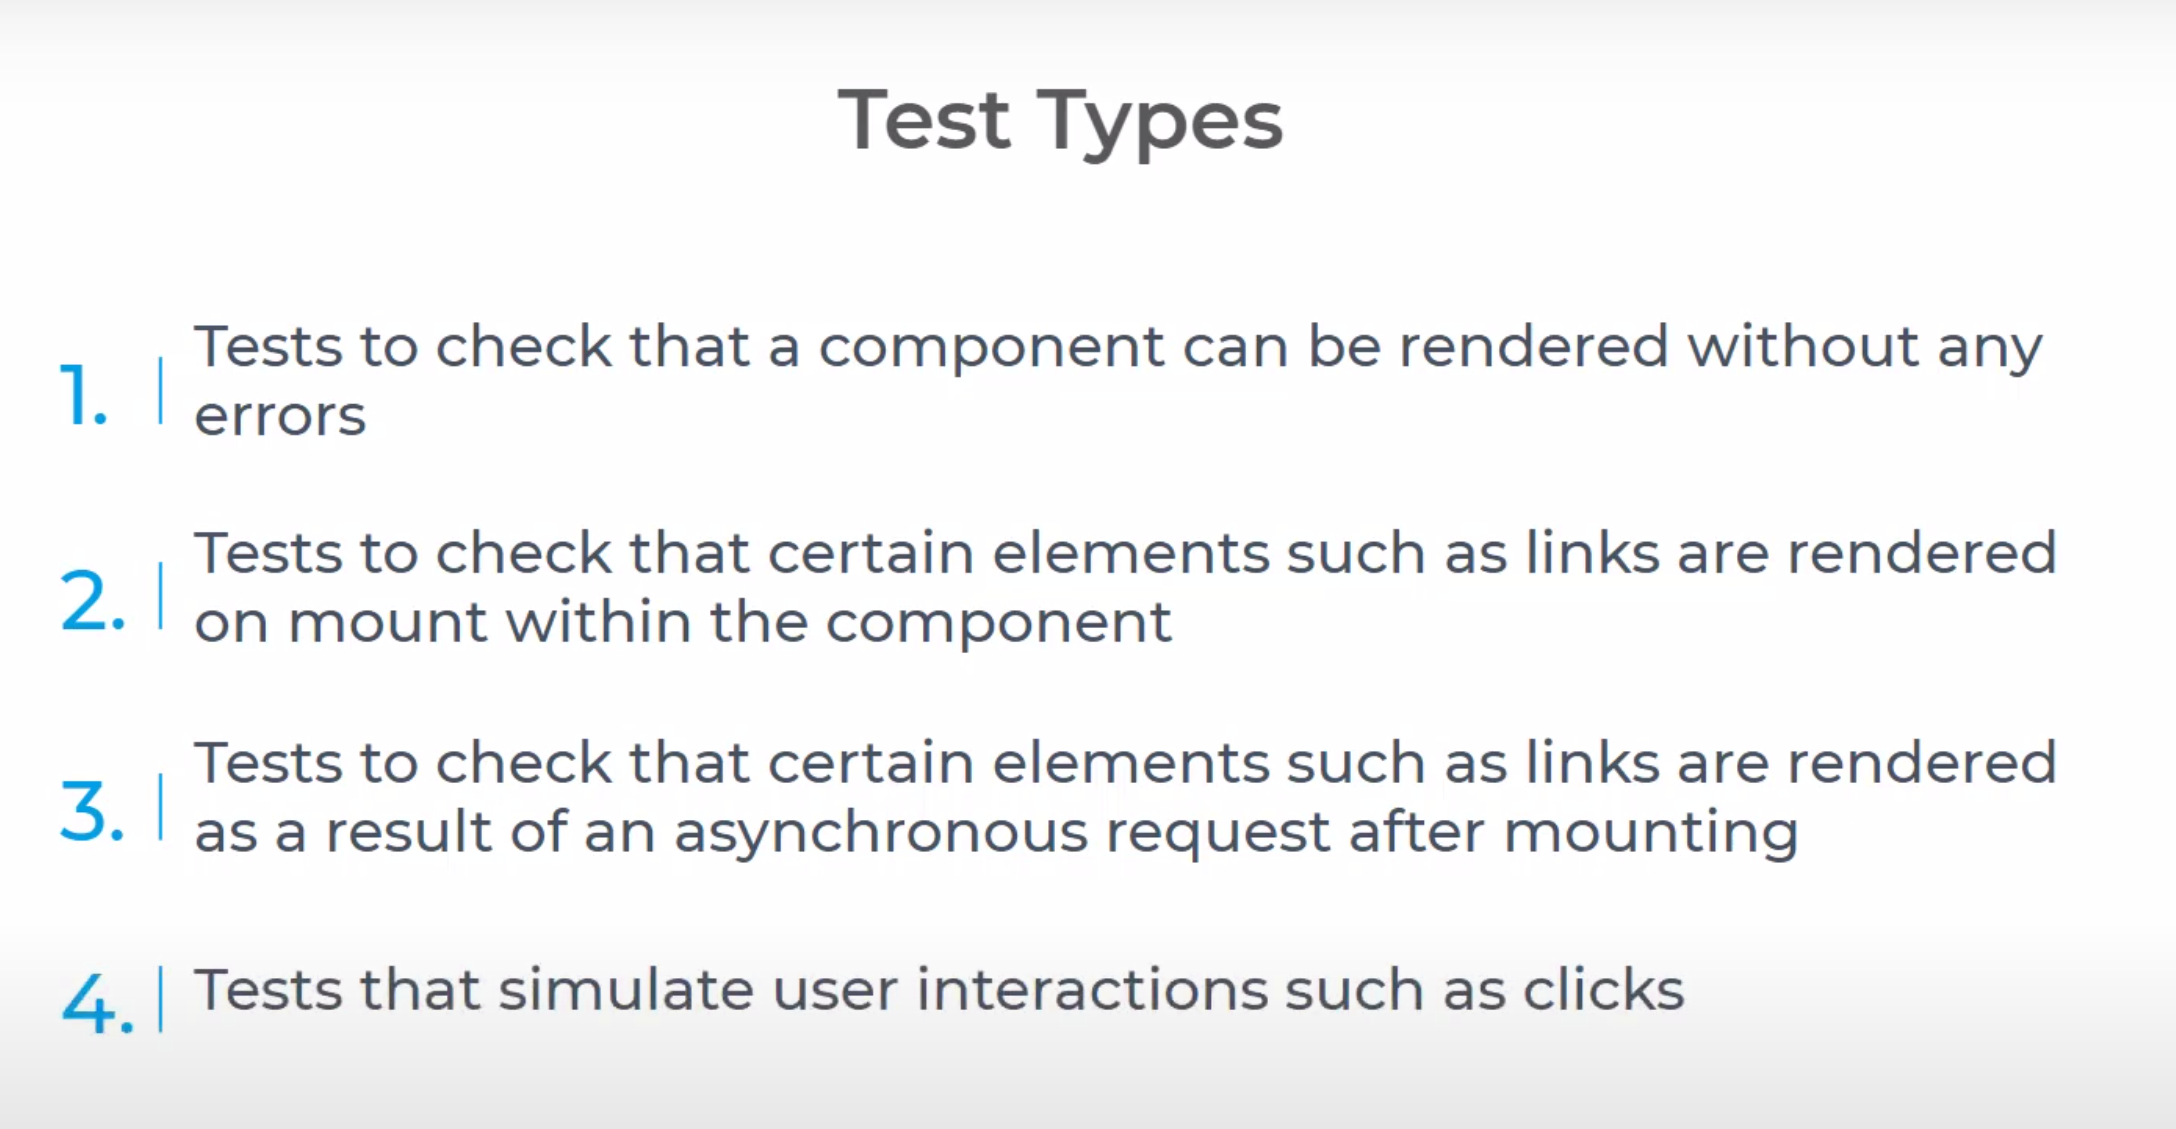 Test Types
1. Tests to check that a component can be rendered without any
errors
2. Tests to check that certain elements such as links are rendered
on mount within the component
3. Tests to check that certain elements such as links are rendered
as a result of an asynchronous request after mounting
4. Tests that simulate user interactions such as clicks